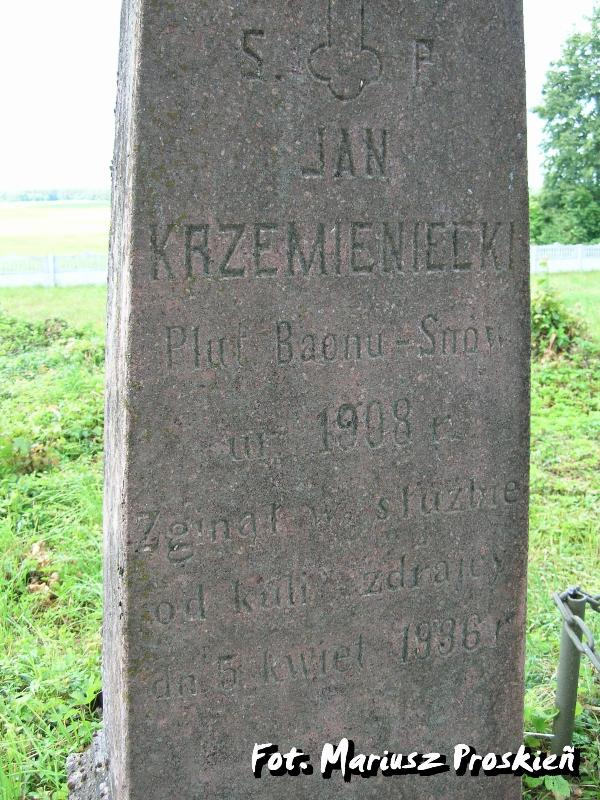 Ś. P.
JAN
KRZEMIENIECKI
Plut. Baonu - Snów
ur. 1908 r.
Zginął w służbie
od kuli zdrajcy
dn. 5 kwiet. 1936 r
Fot. Mariusz Proskień